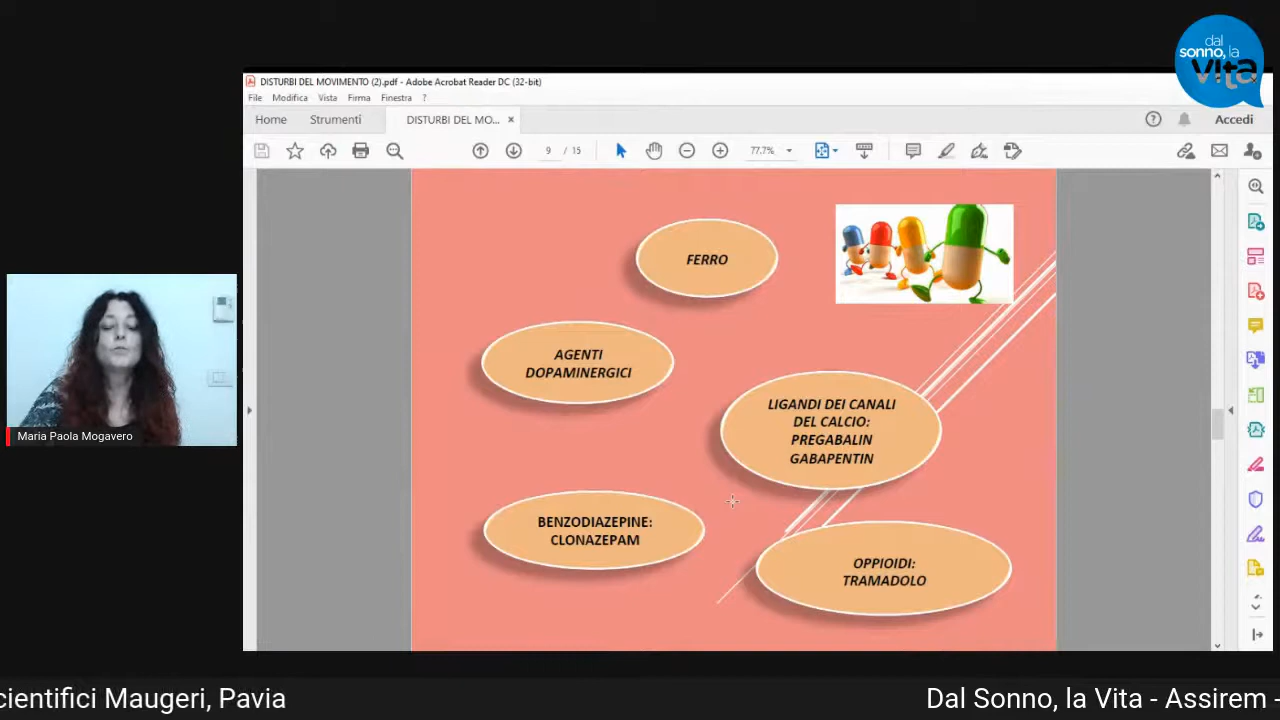 dal
sonno, la
vita
DISTURBI DEL MOVIMENTO (2).pdf - Adobe Acrobat Reader DC (32-bit)
File Modifica Vista Firma Finestra ?
Home Strumenti DISTURBI DEL MO... × Accedi
9 / 15 77.7%
FERRO
AGENTI
DOPAMINERGICI
LIGANDI DEI CANALI
DEL CALCIO:
PREGABALIN
GABAPENTIN
BENZODIAZEPINE:
CLONAZEPAM
OPPIOIDI:
TRAMADOLO
Maria Paola Mogavero
cientifici Maugeri, Pavia
Dal Sonno, la Vita - Assirem -